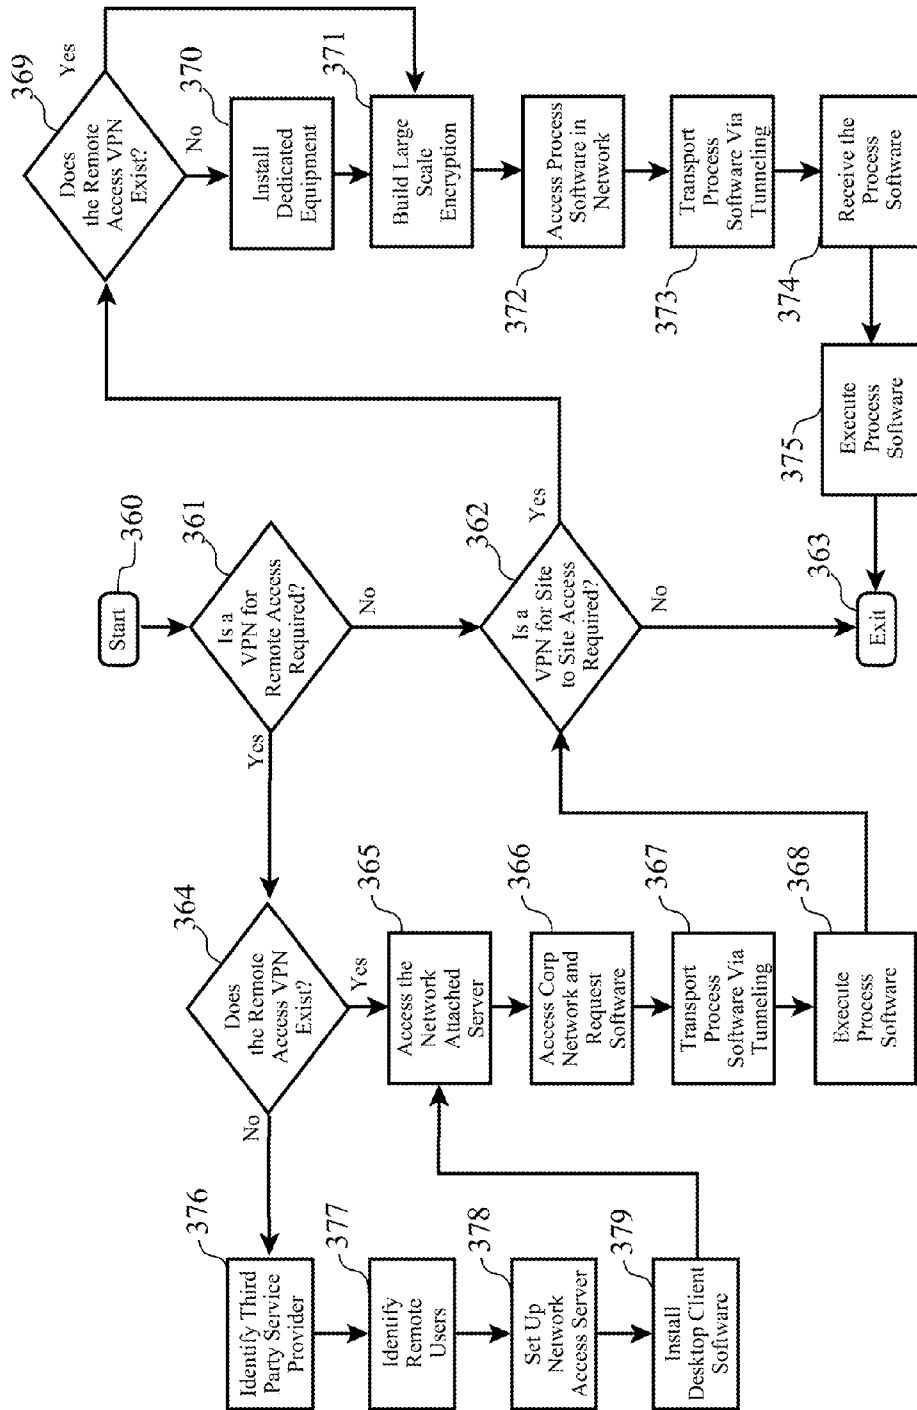 360
Start
361
Is a
VPN for
Remote Access
Required?
Yes
No
364
Does
the Remote
Access VPN
Exist?
No
Yes
376
Identify Third
Party Service
Provider
377
Identify
Remote
Users
378
Set Up
Network
Access Server
379
Install
Desktop Client
Software
365
Access the
Network
Attached
Server
366
Access Corp
Network and
Request
Software
367
Transport
Process
Software Via
Tunneling
368
Execute
Process
Software
362
Is a
VPN for Site
to Site Access
Required?
Yes
No
363
Exit
369
Does
the Remote
Access VPN
Exist?
Yes
No
370
Install
Dedicated
Equipment
371
Build Large
Scale
Encryption
372
Access Process
Software in
Network
373
Transport
Process
Software Via
Tunneling
374
Receive the
Process
Software
375
Execute
Process
Software